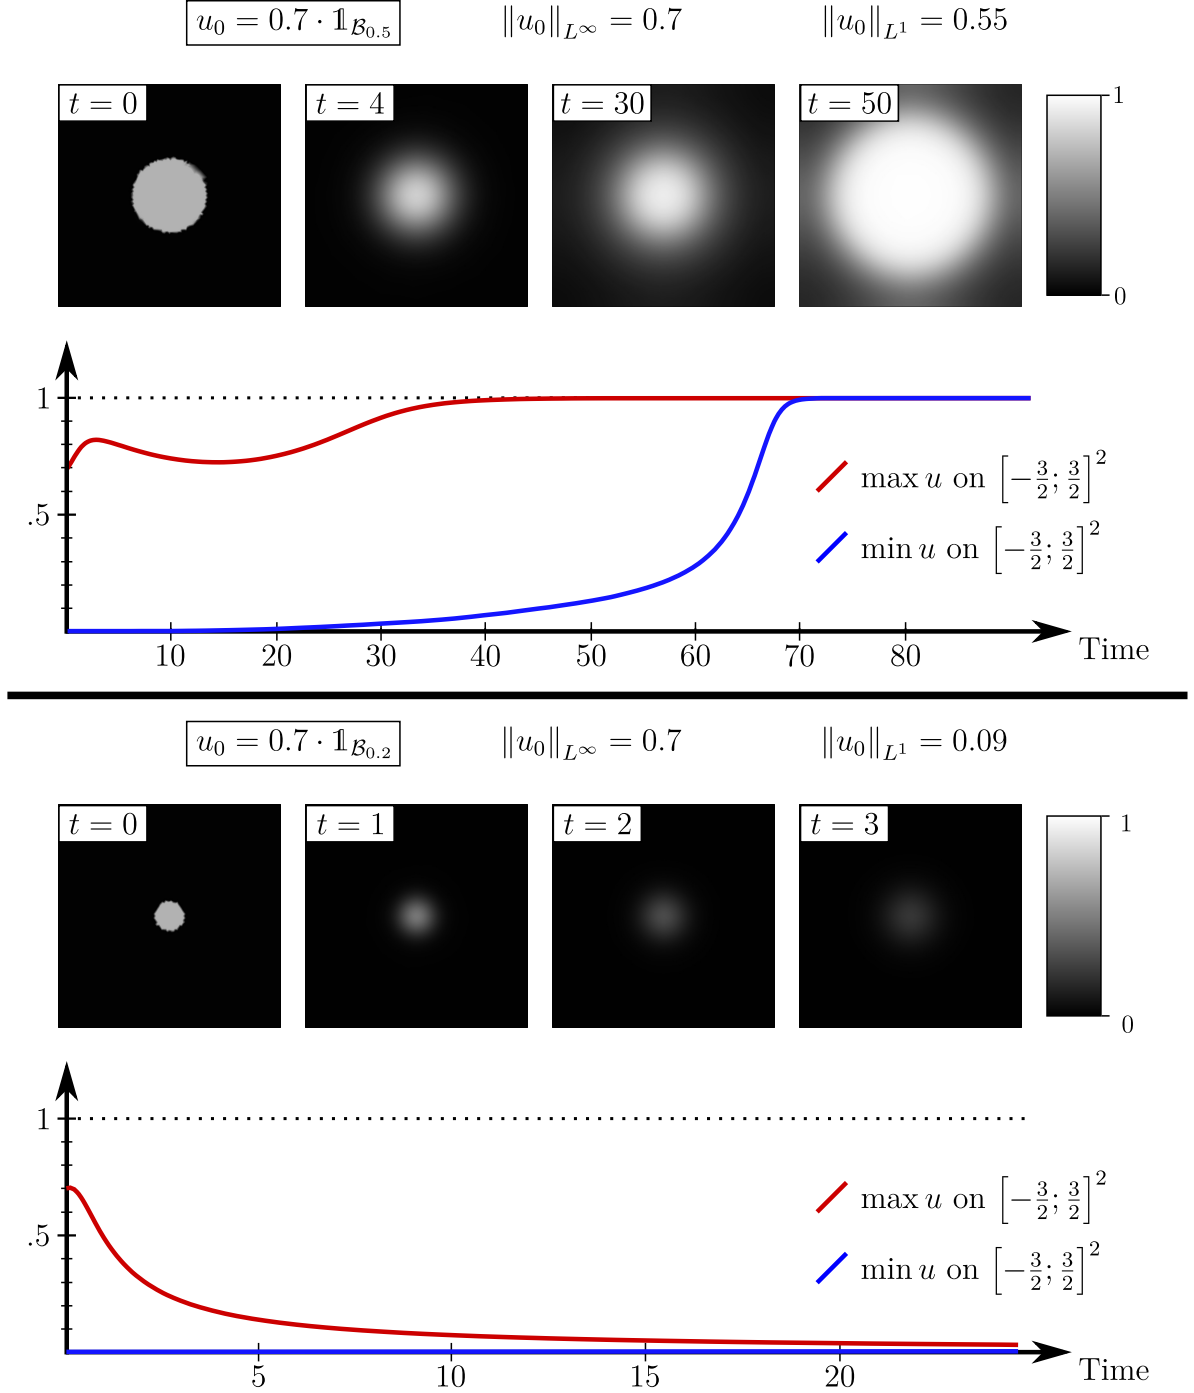 u₀ = 0.7 · 𝟙_{𝓑₀.₅} ‖u₀‖_{L^∞} = 0.7 ‖u₀‖_{L¹} = 0.55
t = 0 t = 4 t = 30 t = 50
1
0
1
.5
max u on [−3/2; 3/2]²
min u on [−3/2; 3/2]²
10 20 30 40 50 60 70 80
Time
u₀ = 0.7 · 𝟙_{𝓑₀.₂} ‖u₀‖_{L^∞} = 0.7 ‖u₀‖_{L¹} = 0.09
t = 0 t = 1 t = 2 t = 3
1
0
1
.5
max u on [−3/2; 3/2]²
min u on [−3/2; 3/2]²
5 10 15 20
Time